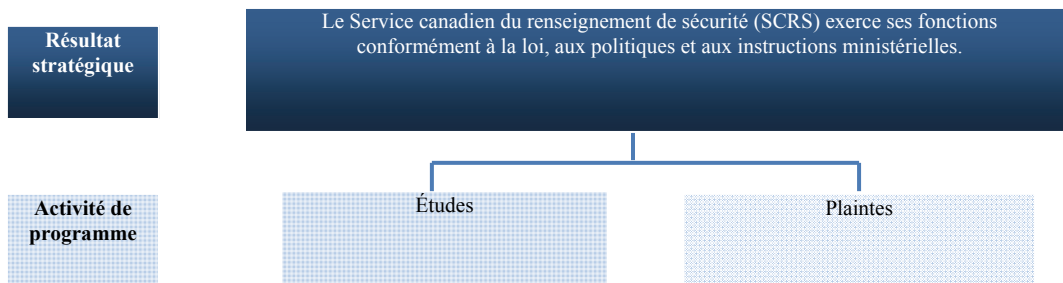 Résultat
stratégique
Le Service canadien du renseignement de sécurité (SCRS) exerce ses fonctions
conformément à la loi, aux politiques et aux instructions ministérielles.
Activité de
programme
Études
Plaintes